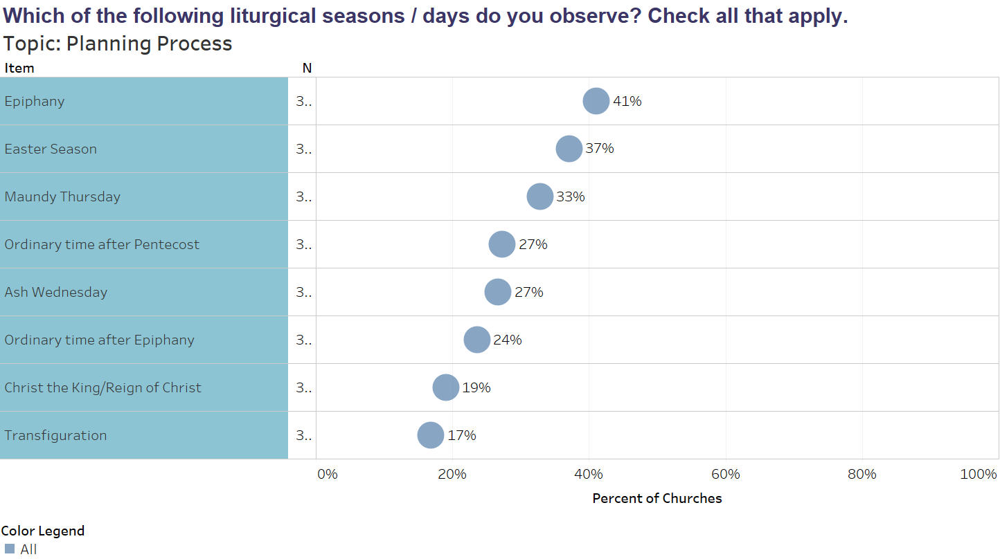 Which of the following liturgical seasons / days do you observe? Check all that apply.
Topic: Planning Process
Item N
Epiphany 3.. 41%
Easter Season 3.. 37%
Maundy Thursday 3.. 33%
Ordinary time after Pentecost 3.. 27%
Ash Wednesday 3.. 27%
Ordinary time after Epiphany 3.. 24%
Christ the King/Reign of Christ 3.. 19%
Transfiguration 3.. 17%
0% 20% 40% 60% 80% 100%
Percent of Churches
Color Legend
All